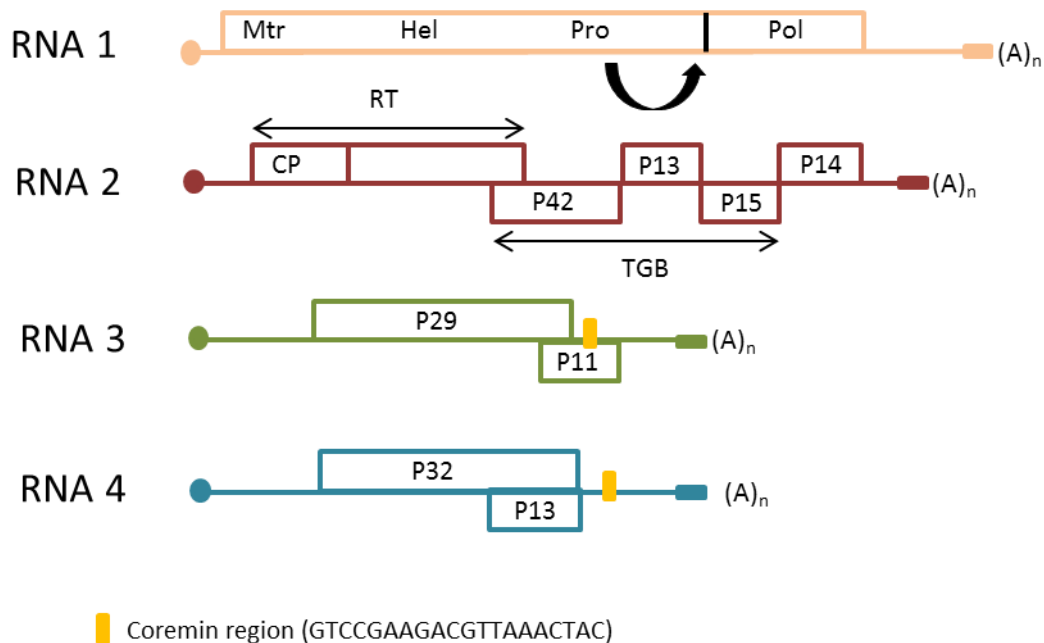 RNA 1
Mtr Hel Pro Pol
(A)n
RT
RNA 2
CP P13 P14
(A)n
P42 P15
TGB
RNA 3
P29
(A)n
P11
RNA 4
P32
(A)n
P13
Coremin region (GTCCGAAGACGTTAAACTAC)